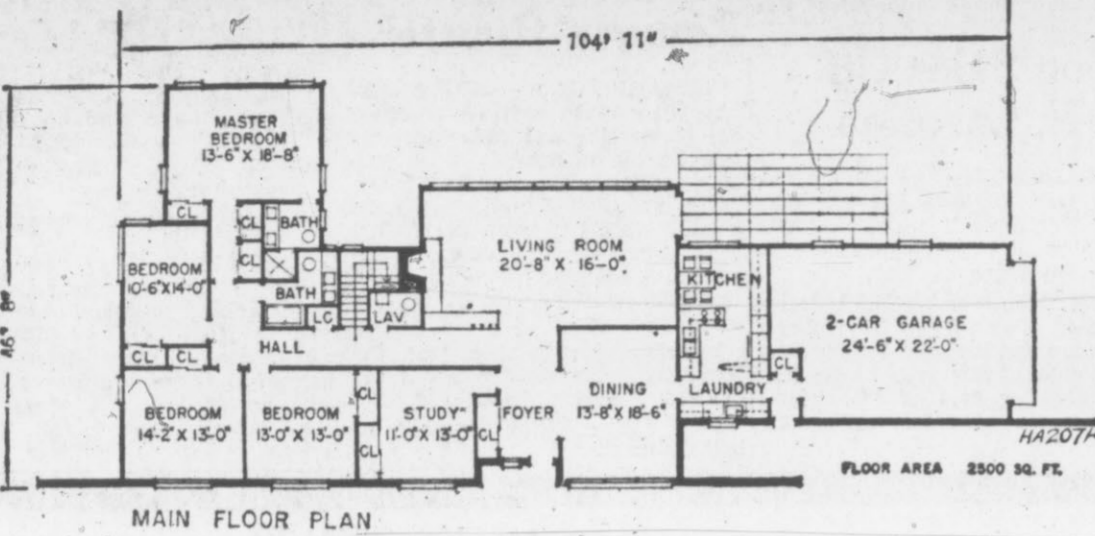 104' 11"
MASTER
BEDROOM
13'-6" X 18'-8"
CL
CL
BATH
CL
LIVING ROOM
20'-8" X 16'-0"
BEDROOM
10'-6" X 14'-0"
BATH
KITCHEN
46' 8"
LC
LAV.
2-CAR GARAGE
24'-6" X 22'-0"
HALL
CL
CL
CL
BEDROOM
14'-2" X 13'-0"
BEDROOM
13'-0" X 13'-0"
CL
CL
STUDY
11'-0" X 13'-0"
CL
FOYER
DINING
13'-8" X 18'-6"
LAUNDRY
FLOOR AREA 2500 SQ. FT.
MAIN FLOOR PLAN